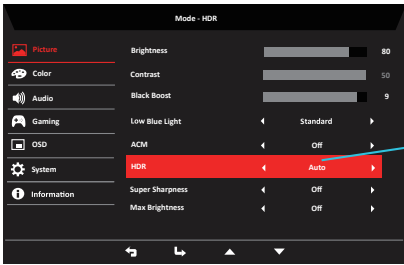 Mode - HDR
Picture
Color
Audio
Gaming
OSD
System
Information
Brightness 80
Contrast 50
Black Boost 9
Low Blue Light Standard
ACM Off
HDR Auto
Super Sharpness Off
Max Brightness Off